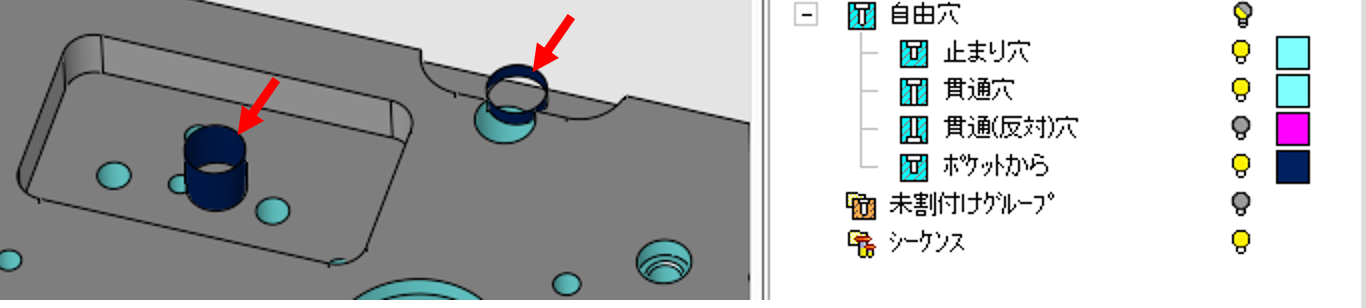 自由穴
止まり穴
貫通穴
貫通(反対)穴
ﾎﾟｹｯﾄから
未割付けｸﾞﾙｰﾌﾟ
ｼｰｹﾝｽ